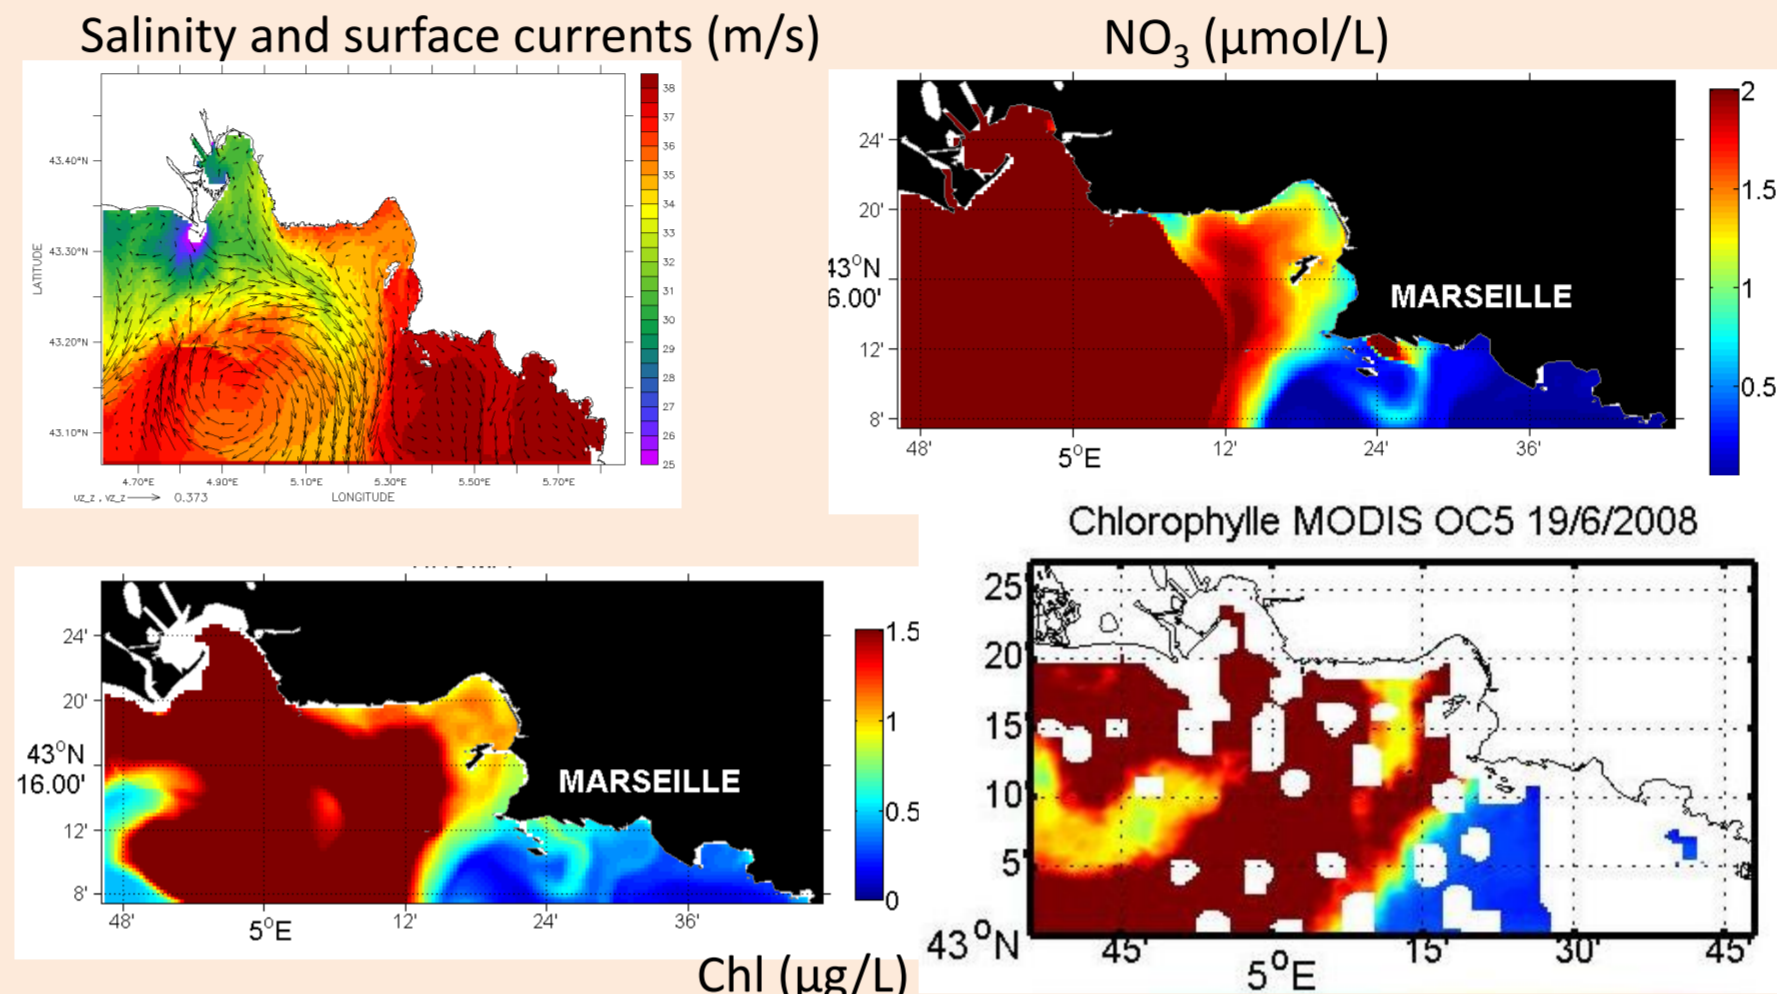 Salinity and surface currents (m/s)
43.40°N
43.30°N
43.20°N
43.10°N
LATITUDE
4.70°E 4.90°E 5.10°E 5.30°E 5.50°E 5.70°E
LONGITUDE
0.373
38
37
36
35
34
33
32
31
30
29
28
27
26
25
NO₃ (µmol/L)
24'
20'
43°N
6.00'
12'
8'
48' 5°E 12' 24' 36'
MARSEILLE
2
1.5
1
0.5
24'
20'
43°N
16.00'
12'
8'
48' 5°E 12' 24' 36'
MARSEILLE
1.5
1
0.5
0
Chl (µg/L)
Chlorophylle MODIS OC5 19/6/2008
25'
20'
15'
10'
5'
43°N
45' 5°E 15' 30' 45'